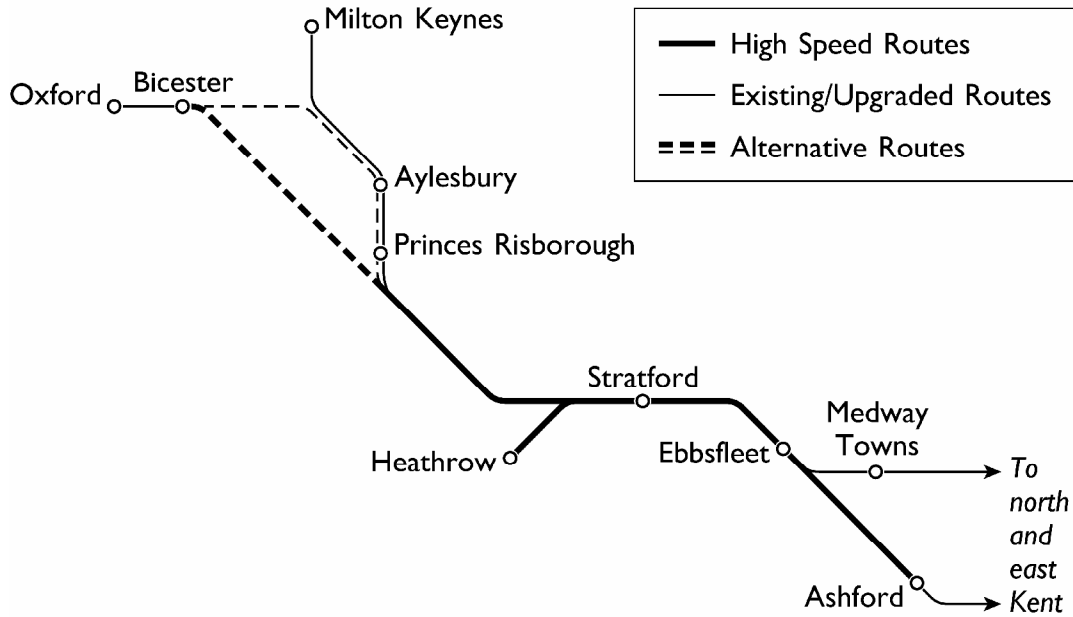 Milton Keynes
High Speed Routes
Existing/Upgraded Routes
Alternative Routes
Oxford
Bicester
Aylesbury
Princes Risborough
Stratford
Heathrow
Ebbsfleet
Medway
Towns
To
north
and
east
Kent
Ashford